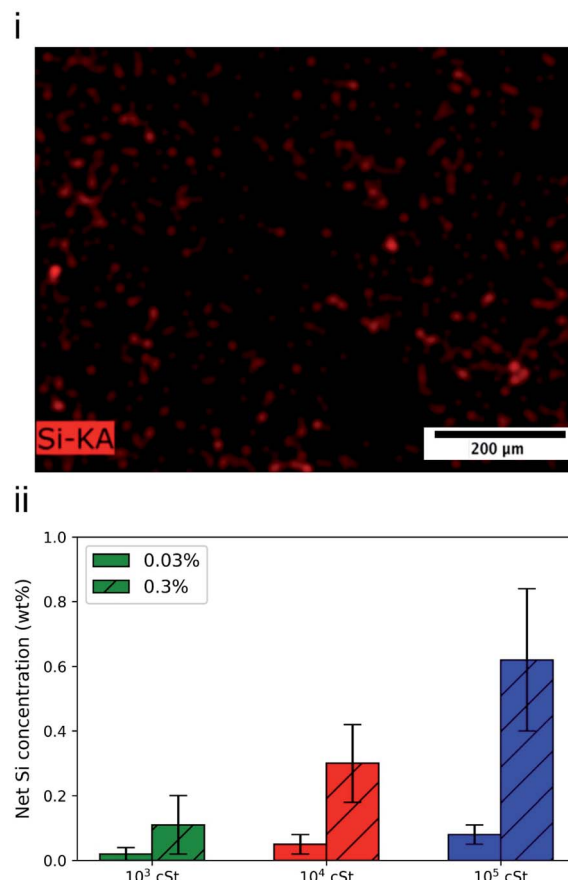 i
Si-KA
200 µm
ii
Net Si concentration (wt%)
1.0
0.8
0.6
0.4
0.2
0.0
0.03%
0.3%
10³ cSt
10⁴ cSt
10⁵ cSt